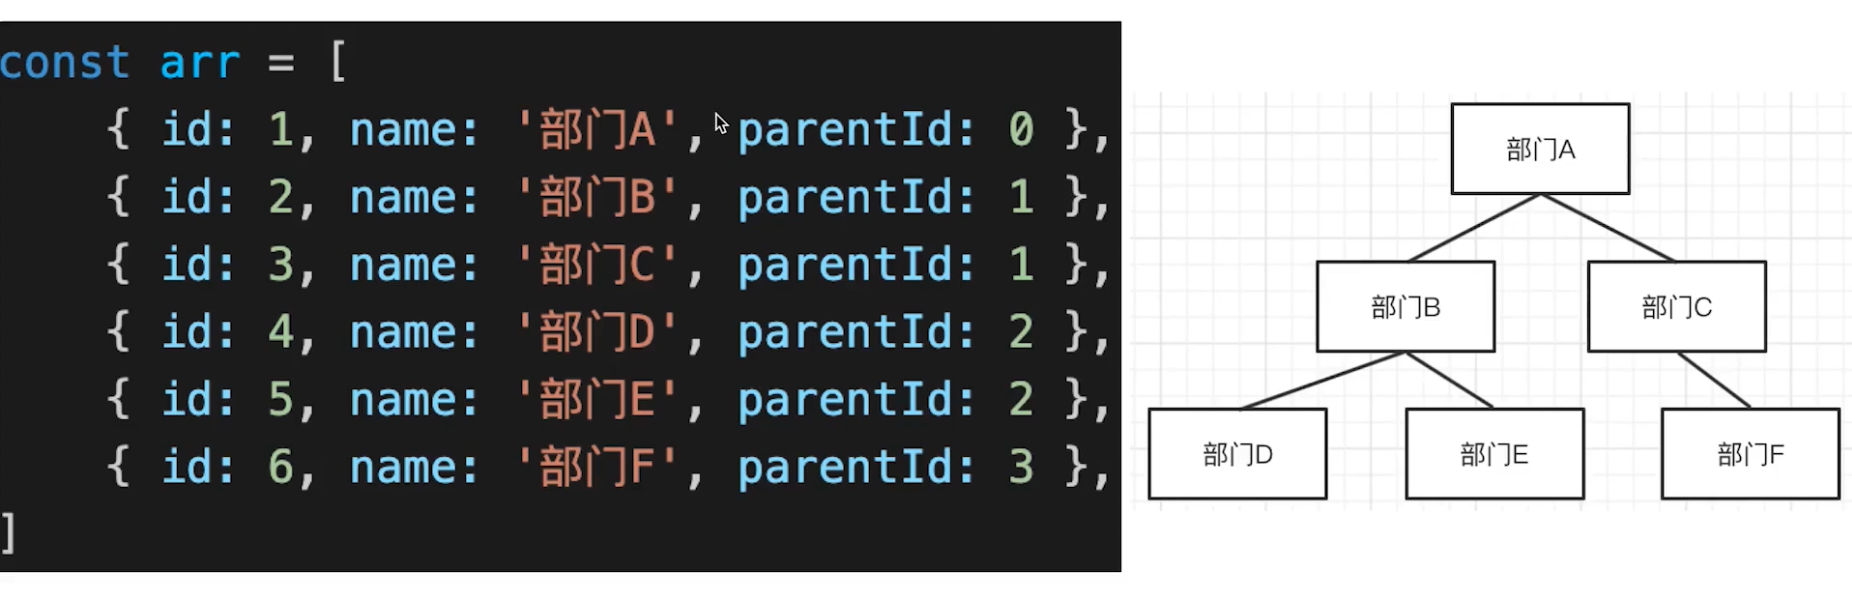 const arr = [
{ id: 1, name: '部门A', parentId: 0 },
{ id: 2, name: '部门B', parentId: 1 },
{ id: 3, name: '部门C', parentId: 1 },
{ id: 4, name: '部门D', parentId: 2 },
{ id: 5, name: '部门E', parentId: 2 },
{ id: 6, name: '部门F', parentId: 3 },
]
部门A
部门B
部门C
部门D
部门E
部门F